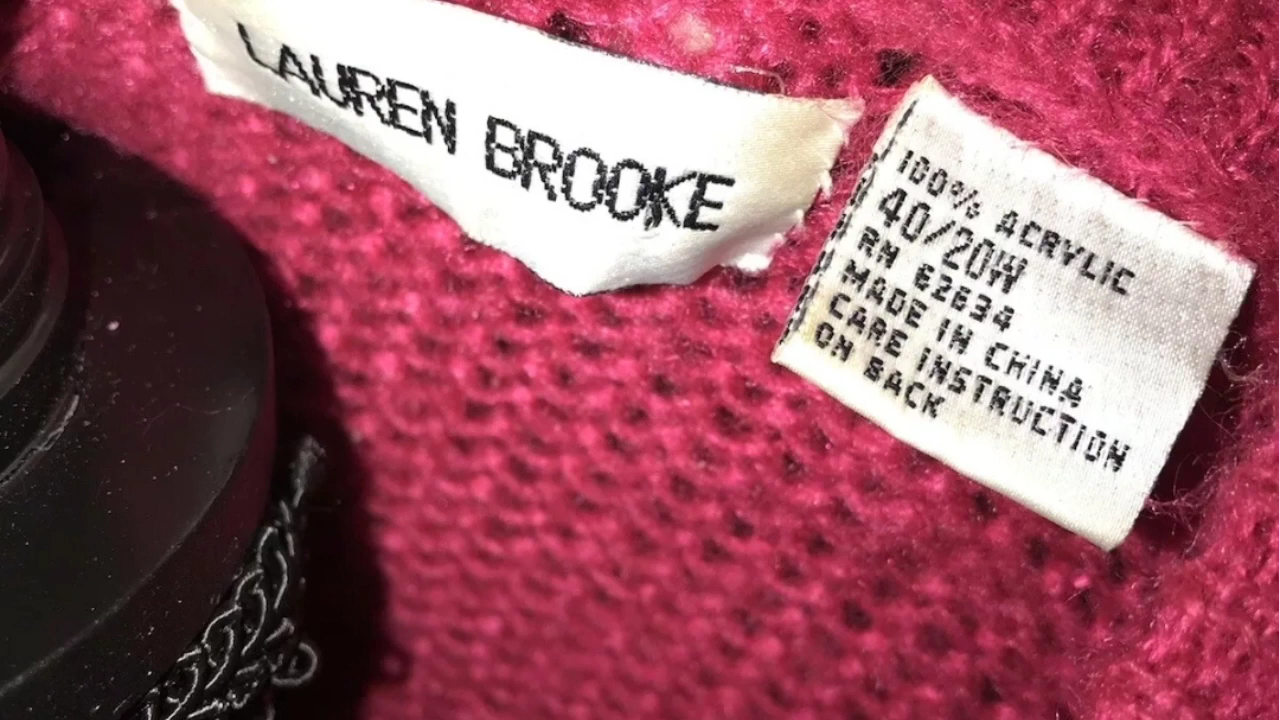 LAUREN BROOKE
100% ACRYLIC
40/20W
RN 62634
MADE IN CHINA
CARE INSTRUCTION
ON BACK